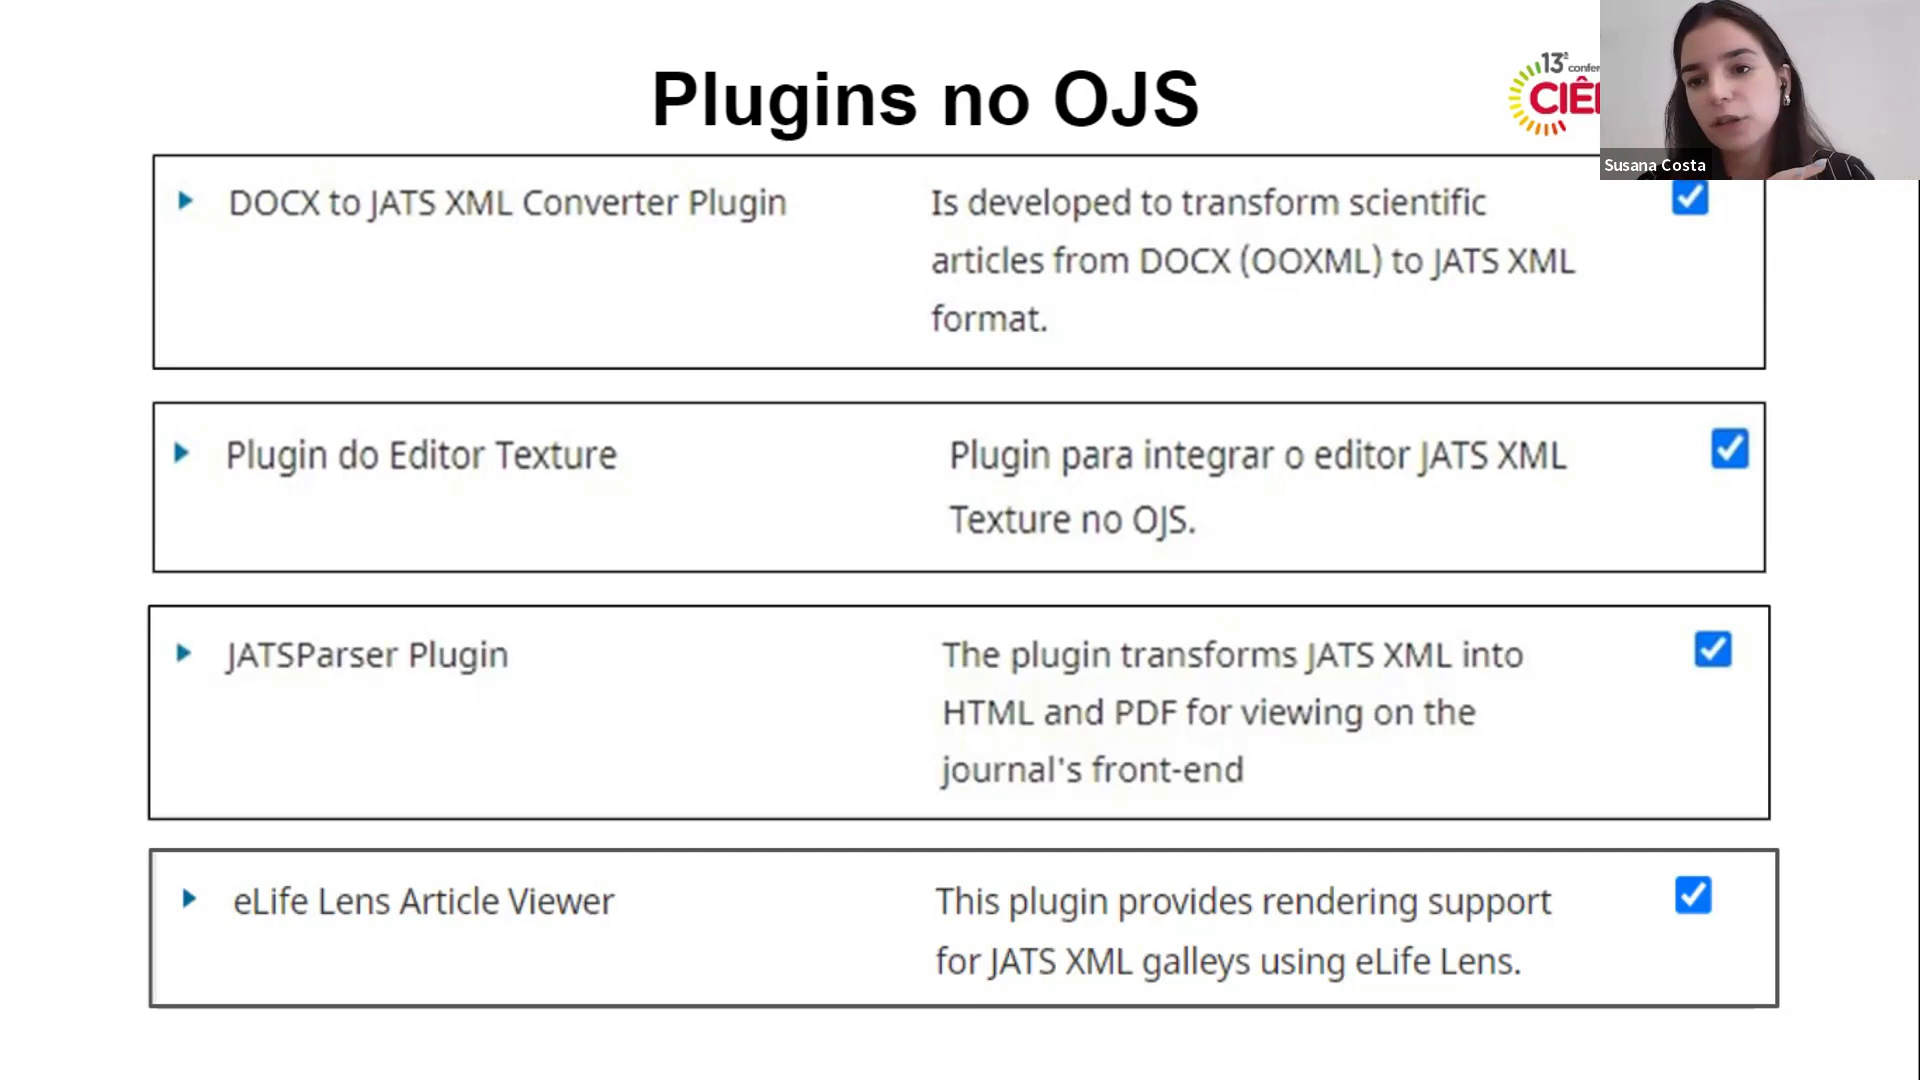 Plugins no OJS
13ª confer
CIÊ
Susana Costa
DOCX to JATS XML Converter Plugin
Is developed to transform scientific
articles from DOCX (OOXML) to JATS XML
format.
Plugin do Editor Texture
Plugin para integrar o editor JATS XML
Texture no OJS.
JATSParser Plugin
The plugin transforms JATS XML into
HTML and PDF for viewing on the
journal's front-end
eLife Lens Article Viewer
This plugin provides rendering support
for JATS XML galleys using eLife Lens.